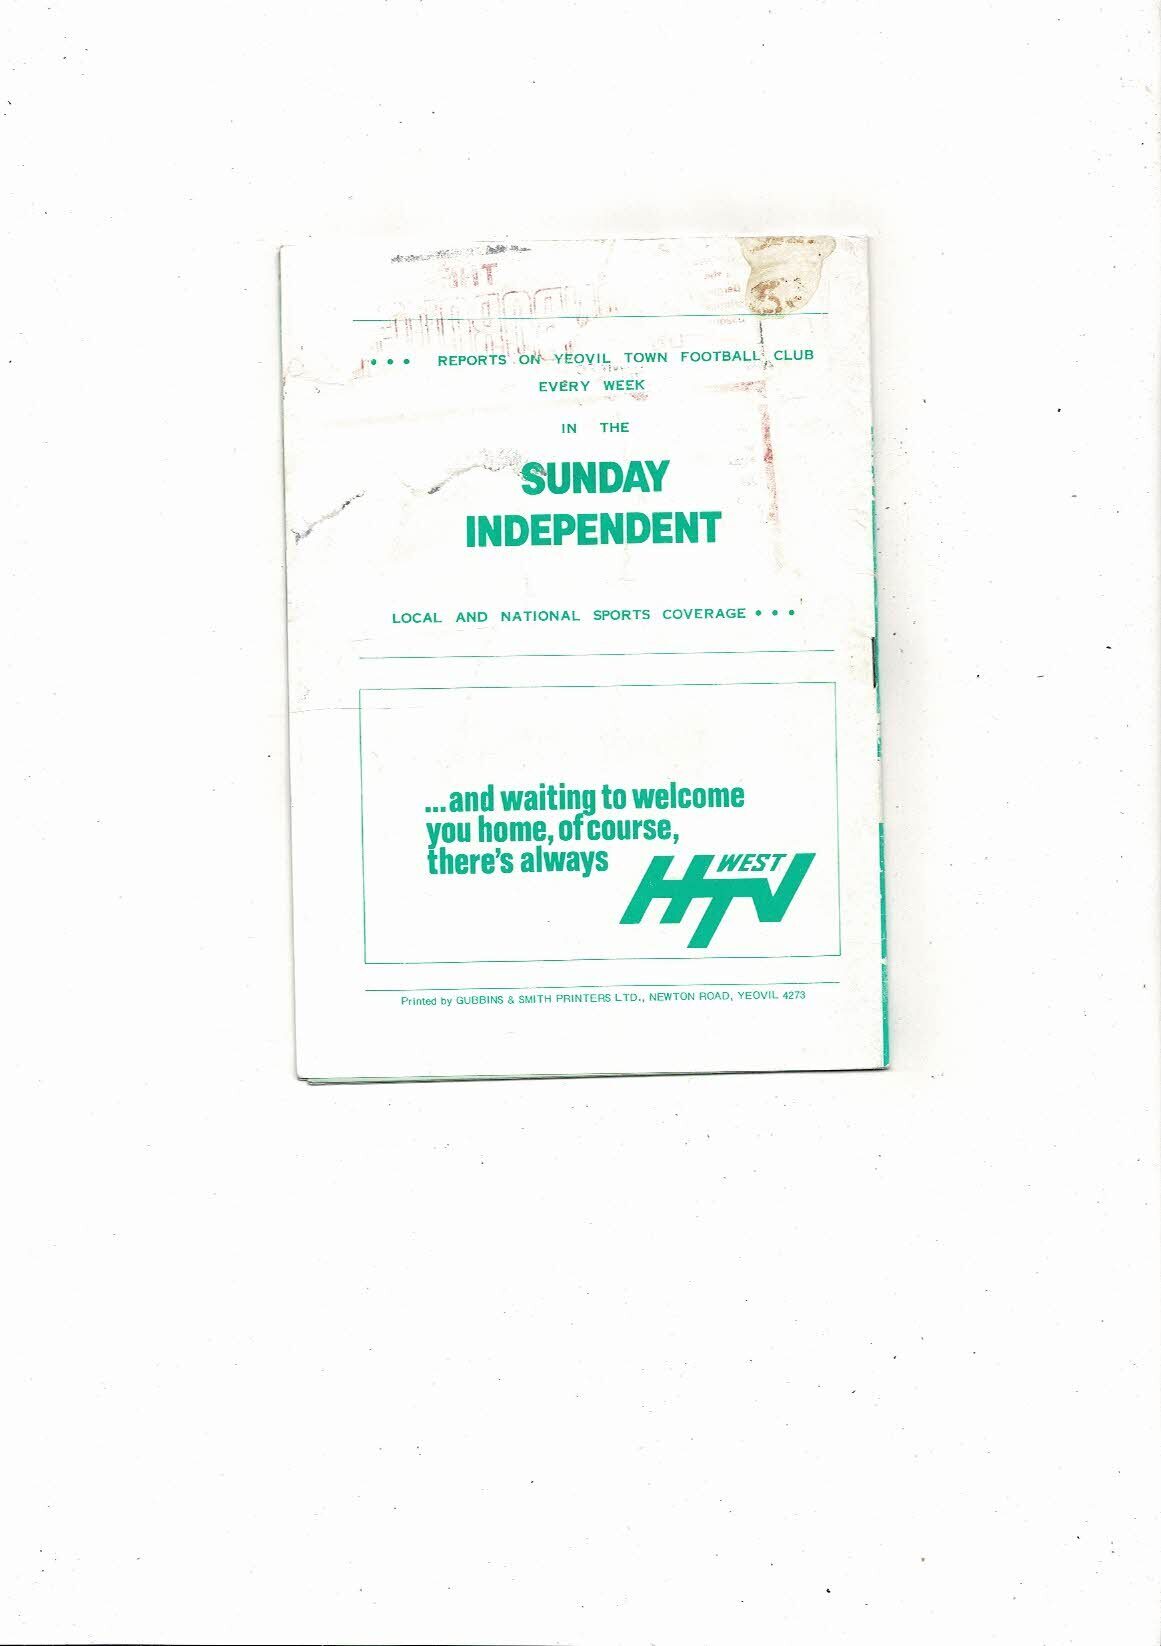 • • • REPORTS ON YEOVIL TOWN FOOTBALL CLUB
EVERY WEEK
IN THE
SUNDAY
INDEPENDENT
LOCAL AND NATIONAL SPORTS COVERAGE • • •
...and waiting to welcome
you home, of course,
there's always
HTV WEST
Printed by GUBBINS & SMITH PRINTERS LTD., NEWTON ROAD, YEOVIL 4273